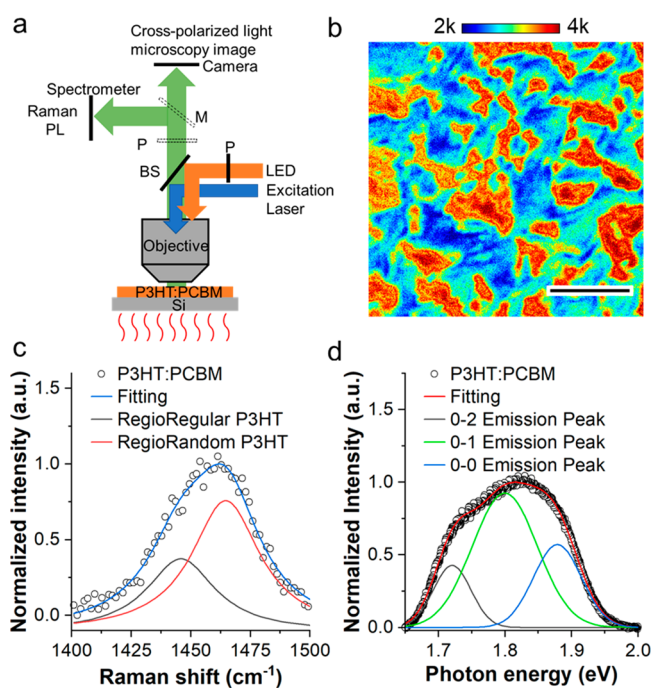 a
Cross-polarized light
microscopy image
Camera
Spectrometer
Raman
PL
M
P
P
BS
LED
Excitation
Laser
Objective
P3HT:PCBM
Si
b
2k 4k
c
P3HT:PCBM
Fitting
RegioRegular P3HT
RegioRandom P3HT
Normalized intensity (a.u.)
1.5
1.0
0.5
0.0
1400 1425 1450 1475 1500
Raman shift (cm⁻¹)
d
P3HT:PCBM
Fitting
0-2 Emission Peak
0-1 Emission Peak
0-0 Emission Peak
Normalized Intensity (a.u.)
1.5
1.0
0.5
0.0
1.7 1.8 1.9 2.0
Photon energy (eV)